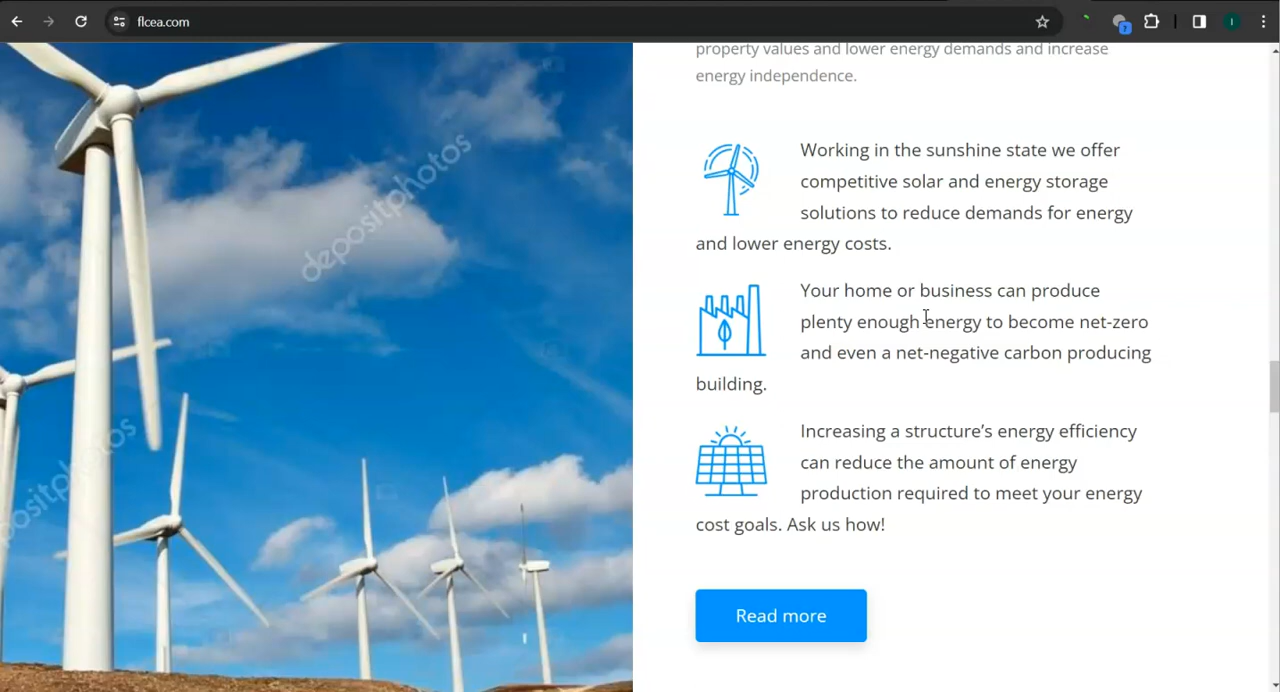 flcea.com
depositphotos
depositphotos
property values and lower energy demands and increase
energy independence.
Working in the sunshine state we offer
competitive solar and energy storage
solutions to reduce demands for energy
and lower energy costs.
Your home or business can produce
plenty enough energy to become net-zero
and even a net-negative carbon producing
building.
Increasing a structure’s energy efficiency
can reduce the amount of energy
production required to meet your energy
cost goals. Ask us how!
Read more